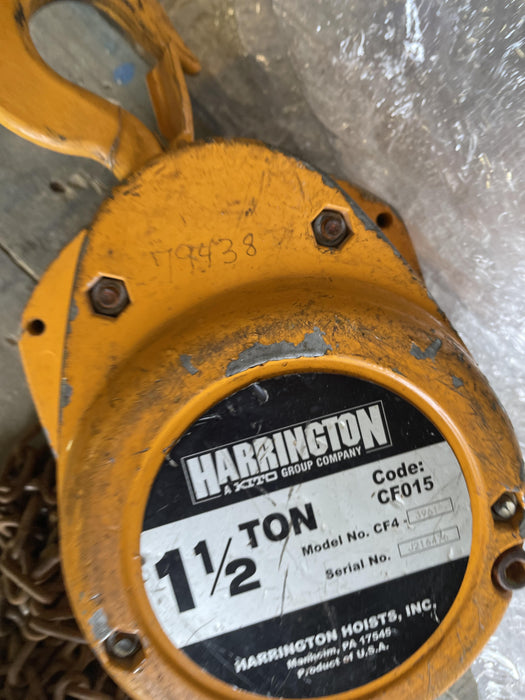 79438
HARRINGTON
A KITO GROUP COMPANY
Code:
CF015
1 1/2 TON
Model No. CF4 -
Serial No.
HARRINGTON HOISTS, INC.
Manheim, PA 17545
Product of U.S.A.